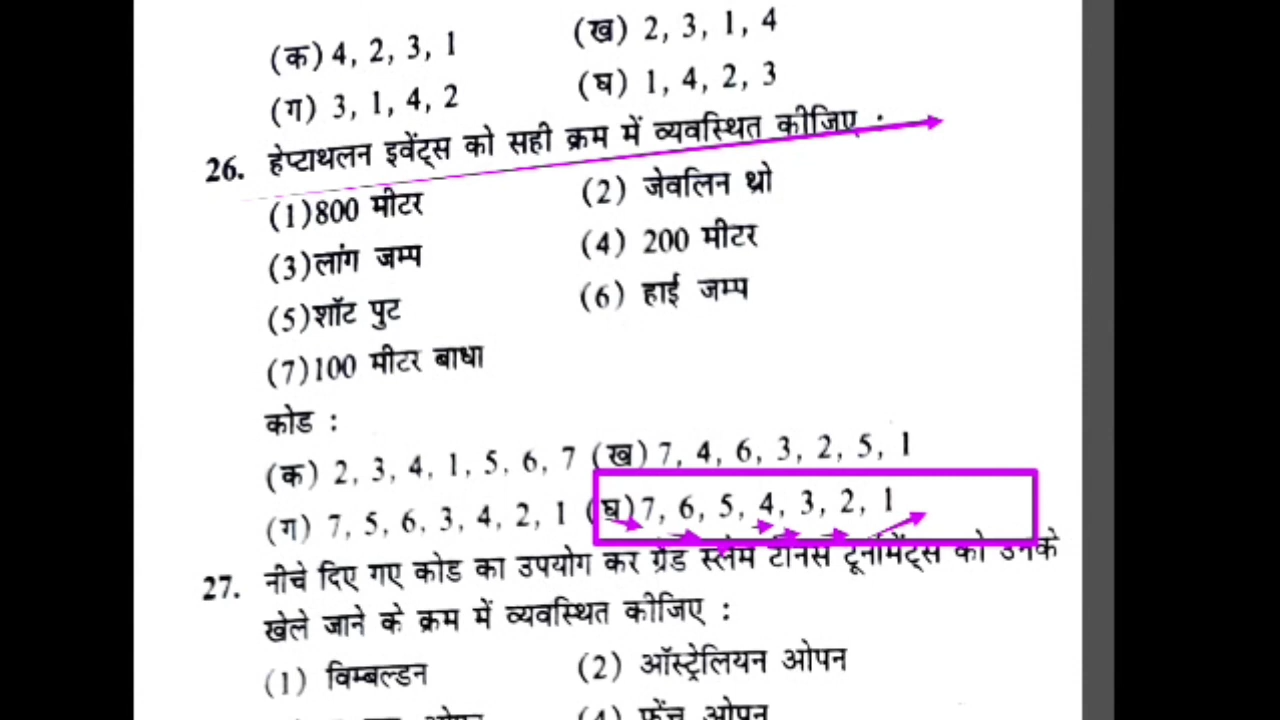 (क) 4, 2, 3, 1 (ख) 2, 3, 1, 4
(ग) 3, 1, 4, 2 (घ) 1, 4, 2, 3
26. हेप्टाथलन इवेंट्स को सही क्रम में व्यवस्थित कीजिए :
(1) 800 मीटर (2) जेवलिन थ्रो
(3) लांग जम्प (4) 200 मीटर
(5) शॉट पुट (6) हाई जम्प
(7) 100 मीटर बाधा
कोड :
(क) 2, 3, 4, 1, 5, 6, 7 (ख) 7, 4, 6, 3, 2, 5, 1
(ग) 7, 5, 6, 3, 4, 2, 1 (घ) 7, 6, 5, 4, 3, 2, 1
27. नीचे दिए गए कोड का उपयोग कर ग्रैंड स्लैम टेनिस टूर्नामेंट्स को उनके
खेले जाने के क्रम में व्यवस्थित कीजिए :
(1) विम्बल्डन (2) ऑस्ट्रेलियन ओपन
ओपन (4) फ्रेंच ओपन